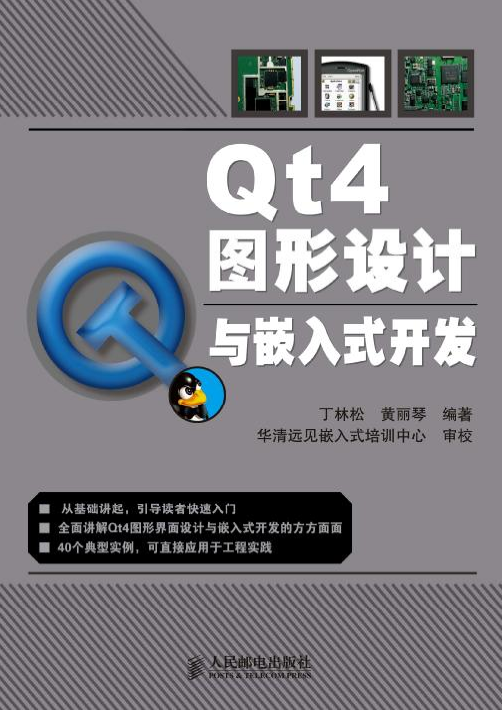 Qt4
图形设计
与嵌入式开发
丁林松 黄丽琴 编著
华清远见嵌入式培训中心 审校
■ 从基础讲起，引导读者快速入门
■ 全面讲解Qt4图形界面设计与嵌入式开发的方方面面
■ 40个典型实例，可直接应用于工程实践
人民邮电出版社
POSTS & TELECOM PRESS